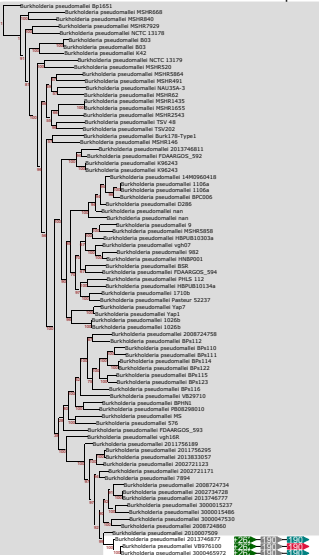 Burkholderia pseudomallei Bp1651
Burkholderia pseudomallei MSHR668
Burkholderia pseudomallei MSHR840
Burkholderia pseudomallei MSHR7929
Burkholderia pseudomallei NCTC 13178
Burkholderia pseudomallei B03
Burkholderia pseudomallei B03
Burkholderia pseudomallei K42
Burkholderia pseudomallei NCTC 13179
Burkholderia pseudomallei MSHR520
Burkholderia pseudomallei MSHR5864
Burkholderia pseudomallei MSHR491
Burkholderia pseudomallei NAU35A-3
Burkholderia pseudomallei MSHR62
Burkholderia pseudomallei MSHR1435
Burkholderia pseudomallei MSHR1655
Burkholderia pseudomallei MSHR2543
Burkholderia pseudomallei TSV 48
Burkholderia pseudomallei TSV202
Burkholderia pseudomallei Burk178-Type1
Burkholderia pseudomallei MSHR146
Burkholderia pseudomallei 2013746811
Burkholderia pseudomallei FDAARGOS_592
Burkholderia pseudomallei K96243
Burkholderia pseudomallei K96243
Burkholderia pseudomallei 14M0960418
Burkholderia pseudomallei 1106a
Burkholderia pseudomallei 1106a
Burkholderia pseudomallei BPC006
Burkholderia pseudomallei D286
Burkholderia pseudomallei nan
Burkholderia pseudomallei nan
Burkholderia pseudomallei 9
Burkholderia pseudomallei MSHR5858
Burkholderia pseudomallei HBPUB10303a
Burkholderia pseudomallei vgh07
Burkholderia pseudomallei 982
Burkholderia pseudomallei HNBP001
Burkholderia pseudomallei BSR
Burkholderia pseudomallei FDAARGOS_594
Burkholderia pseudomallei PHLS 112
Burkholderia pseudomallei HBPUB10134a
Burkholderia pseudomallei 1710b
Burkholderia pseudomallei Pasteur 52237
Burkholderia pseudomallei Yap7
Burkholderia pseudomallei Yap1
Burkholderia pseudomallei 1026b
Burkholderia pseudomallei 1026b
Burkholderia pseudomallei 2008724758
Burkholderia pseudomallei BPs112
Burkholderia pseudomallei BPs110
Burkholderia pseudomallei BPs111
Burkholderia pseudomallei BPs114
Burkholderia pseudomallei BPs122
Burkholderia pseudomallei BPs115
Burkholderia pseudomallei BPs123
Burkholderia pseudomallei BPs116
Burkholderia pseudomallei VB29710
Burkholderia pseudomallei BPHN1
Burkholderia pseudomallei PB08298010
Burkholderia pseudomallei MS
Burkholderia pseudomallei 576
Burkholderia pseudomallei FDAARGOS_593
Burkholderia pseudomallei vgh16R
Burkholderia pseudomallei 2011756189
Burkholderia pseudomallei 2011756295
Burkholderia pseudomallei 2013833057
Burkholderia pseudomallei 2002721123
Burkholderia pseudomallei 2002721171
Burkholderia pseudomallei 7894
Burkholderia pseudomallei 2008724734
Burkholderia pseudomallei 2002734728
Burkholderia pseudomallei 2013746777
Burkholderia pseudomallei 3000015237
Burkholderia pseudomallei 3000015486
Burkholderia pseudomallei 3000047530
Burkholderia pseudomallei 2008724860
Burkholderia pseudomallei 2010007509
Burkholderia pseudomallei 2013746877
Burkholderia pseudomallei VB976100
Burkholderia pseudomallei 3000465972